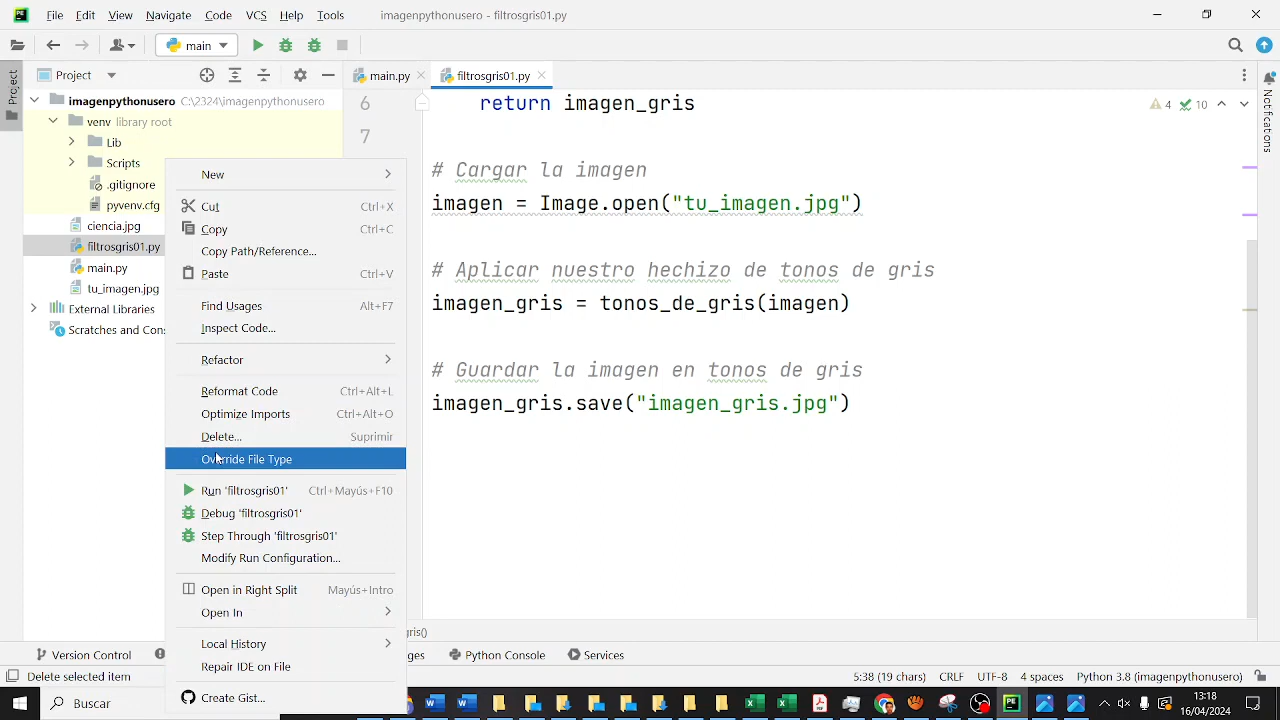 File Edit View Navigate Code VCS Help Tools imagenpythonusero - filtrosgris01.py
main
Project main.py filtrosgris01.py
Project
imagenpythonusero C:\2324\imagenpythonusero
venv library root
Lib
Scripts
.gitignore
pyvenv.cfg
ciencia.jpg
filtrosgris01.py
main.py
tu_imagen.jpg
External Libraries
Scratches and Con
New
Cut Ctrl+X
Copy Ctrl+C
Copy Path/Reference...
Paste Ctrl+V
Find Usages Alt+F7
Inspect Code...
Refactor
Reformat Code Ctrl+Alt+L
Optimize Imports Ctrl+Alt+O
Delete... Suprimir
Override File Type
Run 'filtrosgris01' Ctrl+Mayús+F10
Debug 'filtrosgris01'
Step Through 'filtrosgris01'
Modify Run Configuration...
Open in Right Split Mayús+Intro
Open In
Local History
Repair IDE on File
Create Gist...
6 return imagen_gris
7
# Cargar la imagen
imagen = Image.open("tu_imagen.jpg")
# Aplicar nuestro hechizo de tonos de gris
imagen_gris = tonos_de_gris(imagen)
# Guardar la imagen en tonos de gris
imagen_gris.save("imagen_gris.jpg")
4 10
Notifications
gris()
Version Control ges Python Console Services
Delete selected item 5:38 (19 chars) CRLF UTF-8 4 spaces Python 3.8 (imagenpythonusero)
Buscar
13:18
16/04/2024